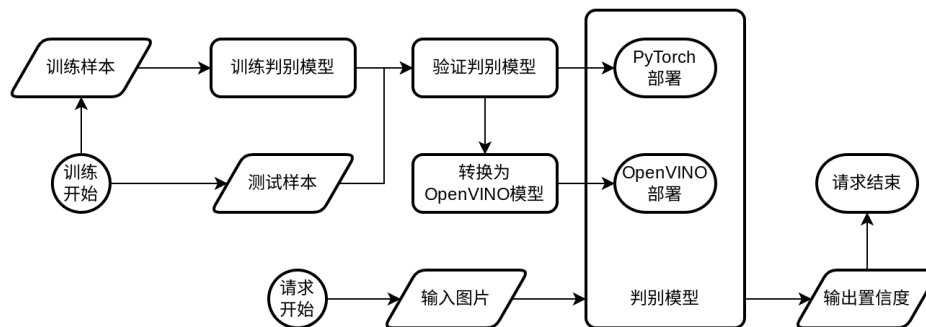 训练样本
训练判别模型
验证判别模型
PyTorch
部署
训练
开始
测试样本
转换为
OpenVINO模型
OpenVINO
部署
请求结束
请求
开始
输入图片
判别模型
输出置信度